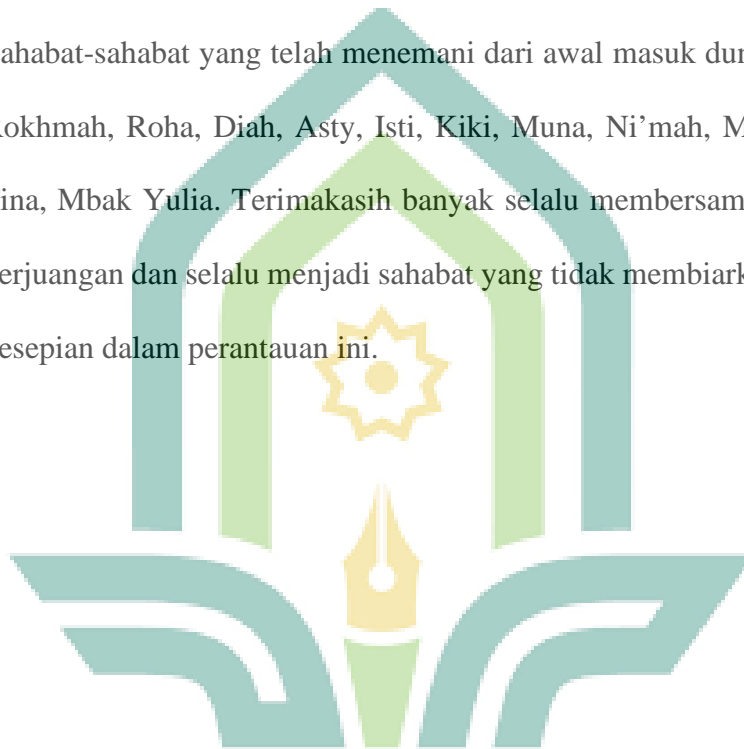 ahabat-sahabat yang telah menemani dari awal masuk dun
Rokhmah, Roha, Diah, Asty, Isti, Kiki, Muna, Ni’mah, M
ina, Mbak Yulia. Terimakasih banyak selalu membersam
erjuangan dan selalu menjadi sahabat yang tidak membiark
esepian dalam perantauan ini.